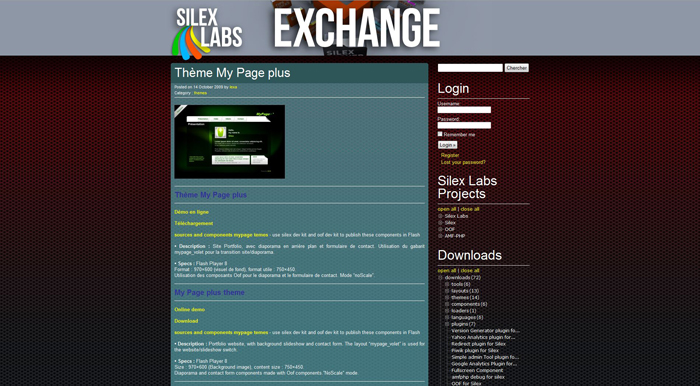 SILEX
LABS
EXCHANGE
SILEX
Thème My Page plus
Posted on 14 October 2009 by
Category : themes
Thème My Page plus
Démo en ligne
Téléchargement
sources and components mypage temes - use silex dev kit and oof dev kit to publish these components in Flash
• Description : Site Portfolio, avec diaporama en arrière plan et formulaire de contact. Utilisation du gabarit
mypage_volet pour la transition site/diaporama.
• Specs : Flash Player 8
Format : 970×600 (visuel de fond), format utile : 750×450.
Utilisation des composants Oof pour le diaporama et le formulaire de contact. Mode "noScale".
My Page plus theme
Online demo
Download
sources and components mypage temes - use silex dev kit and oof dev kit to publish these components in Flash
• Description : Portfolio website, with background slideshow and contact form. The layout "mypage_volet" is used for
the website/slideshow switch.
• Specs : Flash Player 8
Size : 970×600 (Background image), content size : 750×450.
Diaporama and contact form components made with Oof components "NoScale" mode.
Chercher
Login
Username:
Password:
Remember me
Login »
Register
Lost your password?
Silex Labs
Projects
open all | close all
Silex Labs
Silex
OOF
AMF-PHP
Downloads
open all | close all
downloads (72)
tools (6)
layouts (13)
themes (14)
components (6)
loaders (1)
languages (6)
plugins (7)
Version Generator plugin fo...
Yahoo Analytics plugin for...
Redirect plugin for Silex
Piwik plugin for Silex
Simple admin Tool plugin fo...
Google Analytics Plugin for...
Fullscreen Component
amfphp debug for silex
OOF for Silex